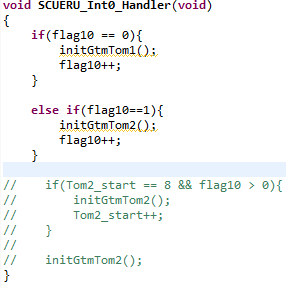 void SCUERU_Int0_Handler(void)
{
    if(flag10 == 0){
        initGtmTom1();
        flag10++;
    }

    else if(flag10==1){
        initGtmTom2();
        flag10++;
    }

//    if(Tom2_start == 8 && flag10 > 0){
//        initGtmTom2();
//        Tom2_start++;
//    }
//
//    initGtmTom2();
}